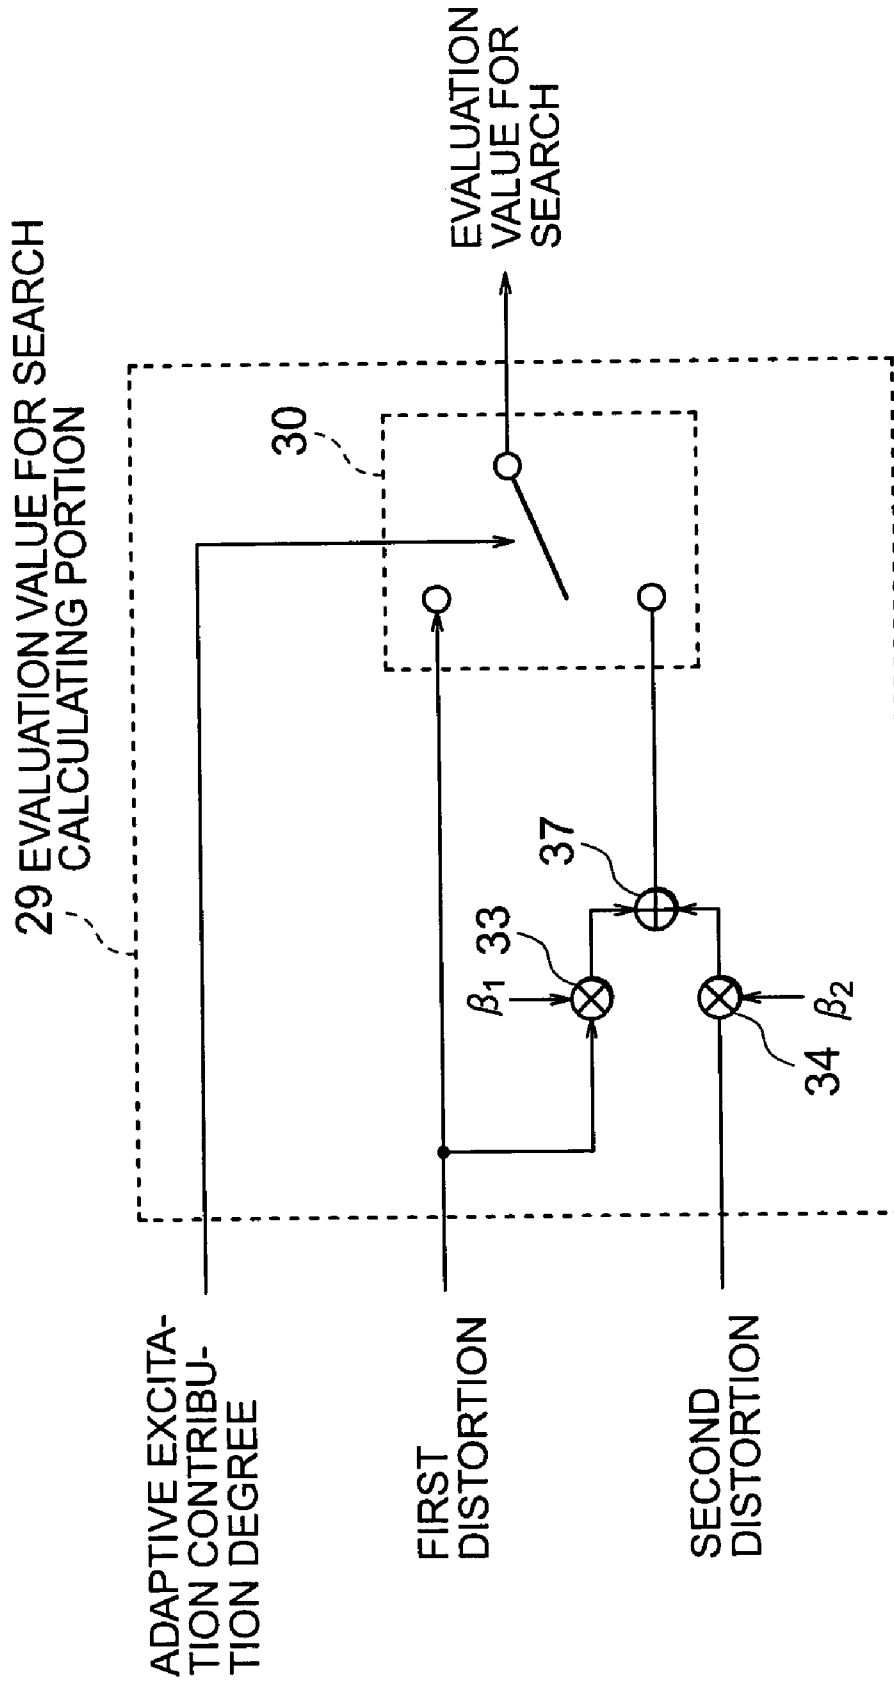 29 EVALUATION VALUE FOR SEARCH
CALCULATING PORTION
30
ADAPTIVE EXCITA-
TION CONTRIBU-
TION DEGREE
EVALUATION
VALUE FOR
SEARCH
FIRST
DISTORTION
β1
33
37
SECOND
DISTORTION
34
β2